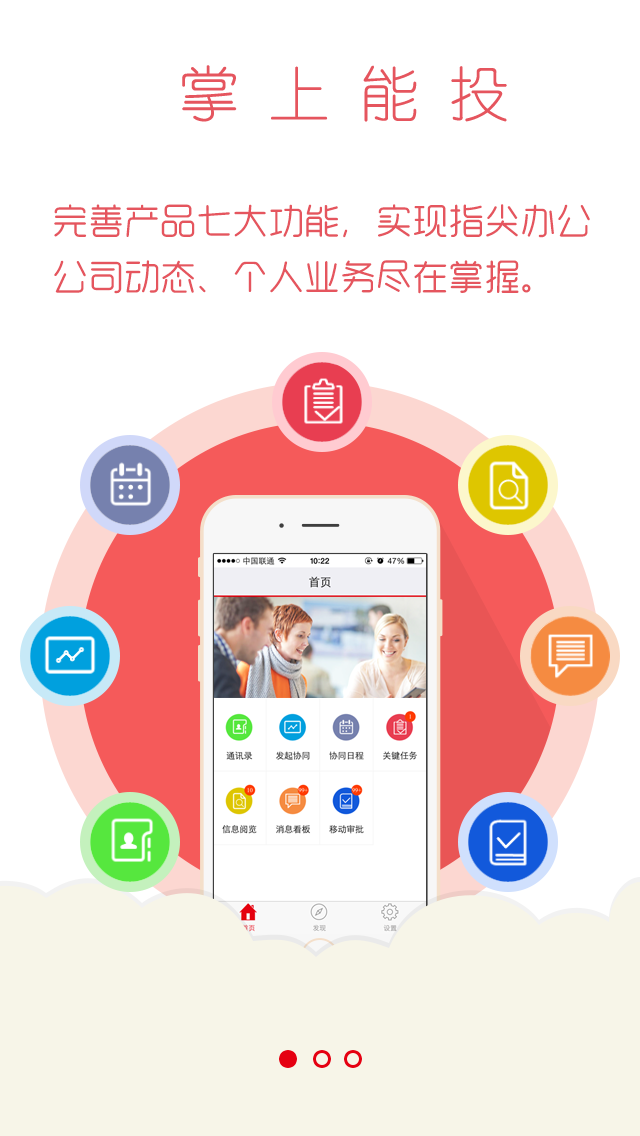 掌上能投
完善产品七大功能，实现指尖办公
公司动态、个人业务尽在掌握。
中国联通 10:22 47%
首页
通讯录 发起协同 协同日程 关键任务
1
信息阅览 消息看板 移动审批
10 99+ 99+
首页 发现 设置